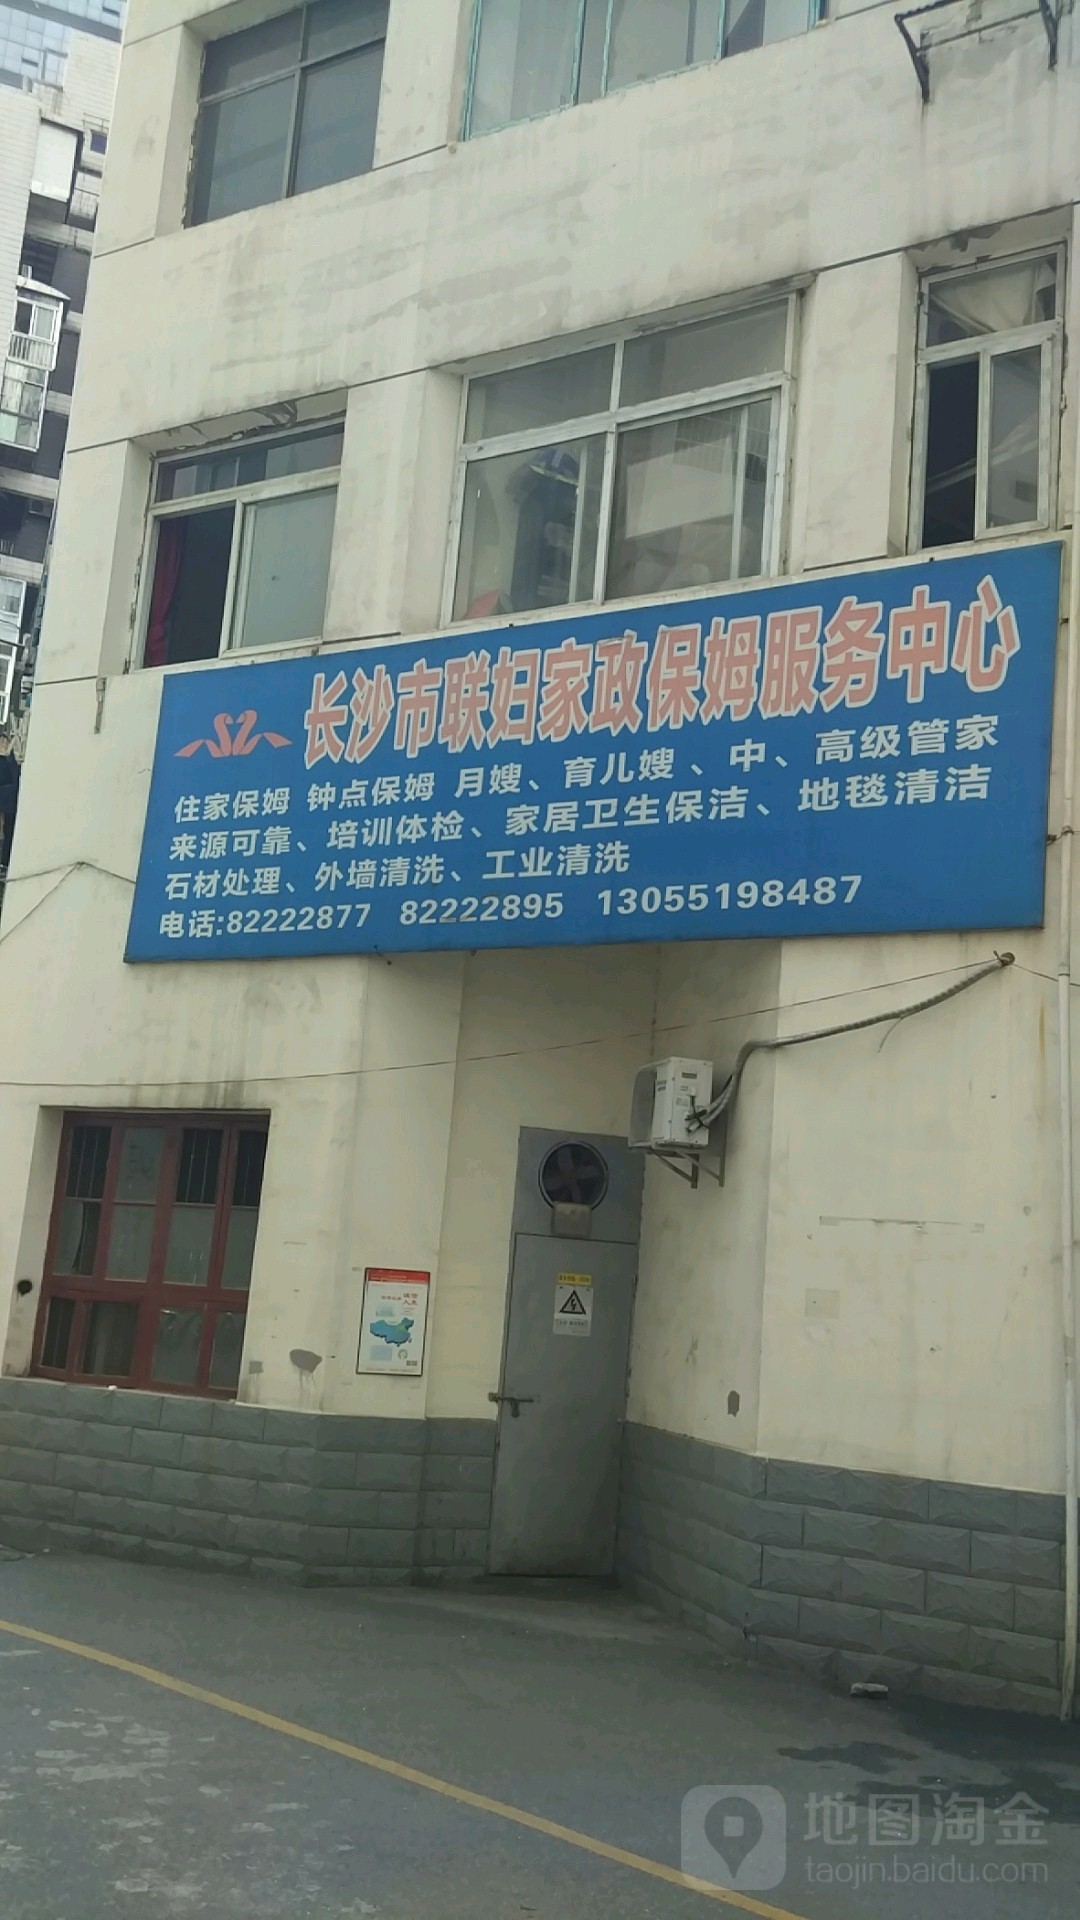 长沙市联妇家政保姆服务中心
住家保姆 钟点保姆 月嫂、育儿嫂、中、高级管家
来源可靠、培训体检、家居卫生保洁、地毯清洁
石材处理、外墙清洗、工业清洗
电话:82222877 82222895 13055198487
地图淘金
taojin.baidu.com